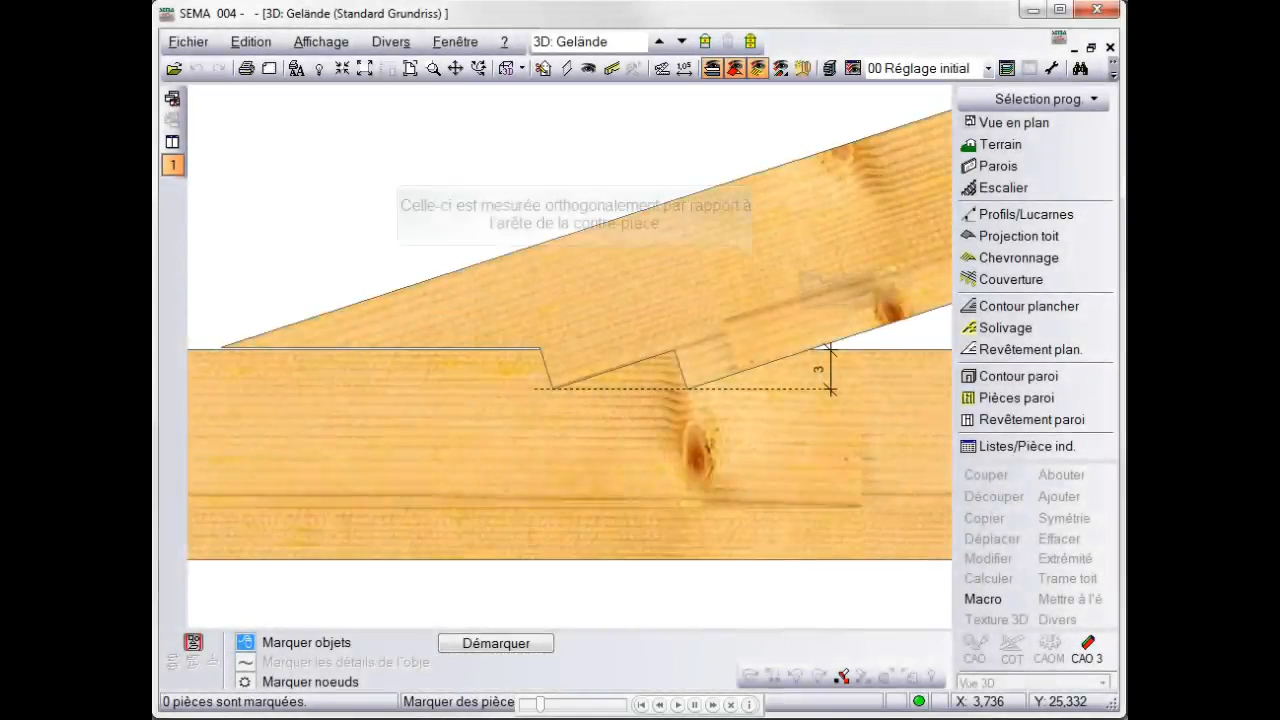 SEMA 004 - - [3D: Gelände (Standard Grundriss) ]
Fichier Edition Affichage Divers Fenêtre ? 3D: Gelände
00 Réglage initial
1
Sélection prog.
Vue en plan
Terrain
Parois
Escalier
Profils/Lucarnes
Projection toit
Chevronnage
Couverture
Contour plancher
Solivage
Revêtement plan.
Contour paroi
Pièces paroi
Revêtement paroi
Listes/Pièce ind.
Couper Abouter
Découper Ajouter
Copier Symétrie
Déplacer Effacer
Modifier Extrémité
Calculer Trame toit
Macro Mettre à l'é
Texture 3D Divers
CAO COT CAOM CAO 3
Vue 3D
Celle-ci est mesurée orthogonalement par rapport à
l'arête de la contre-pièce
3
Marquer objets Démarquer
Marquer les détails de l'obje
Marquer noeuds
0 pièces sont marquées. Marquer des pièce X: 3,736 Y: 25,332